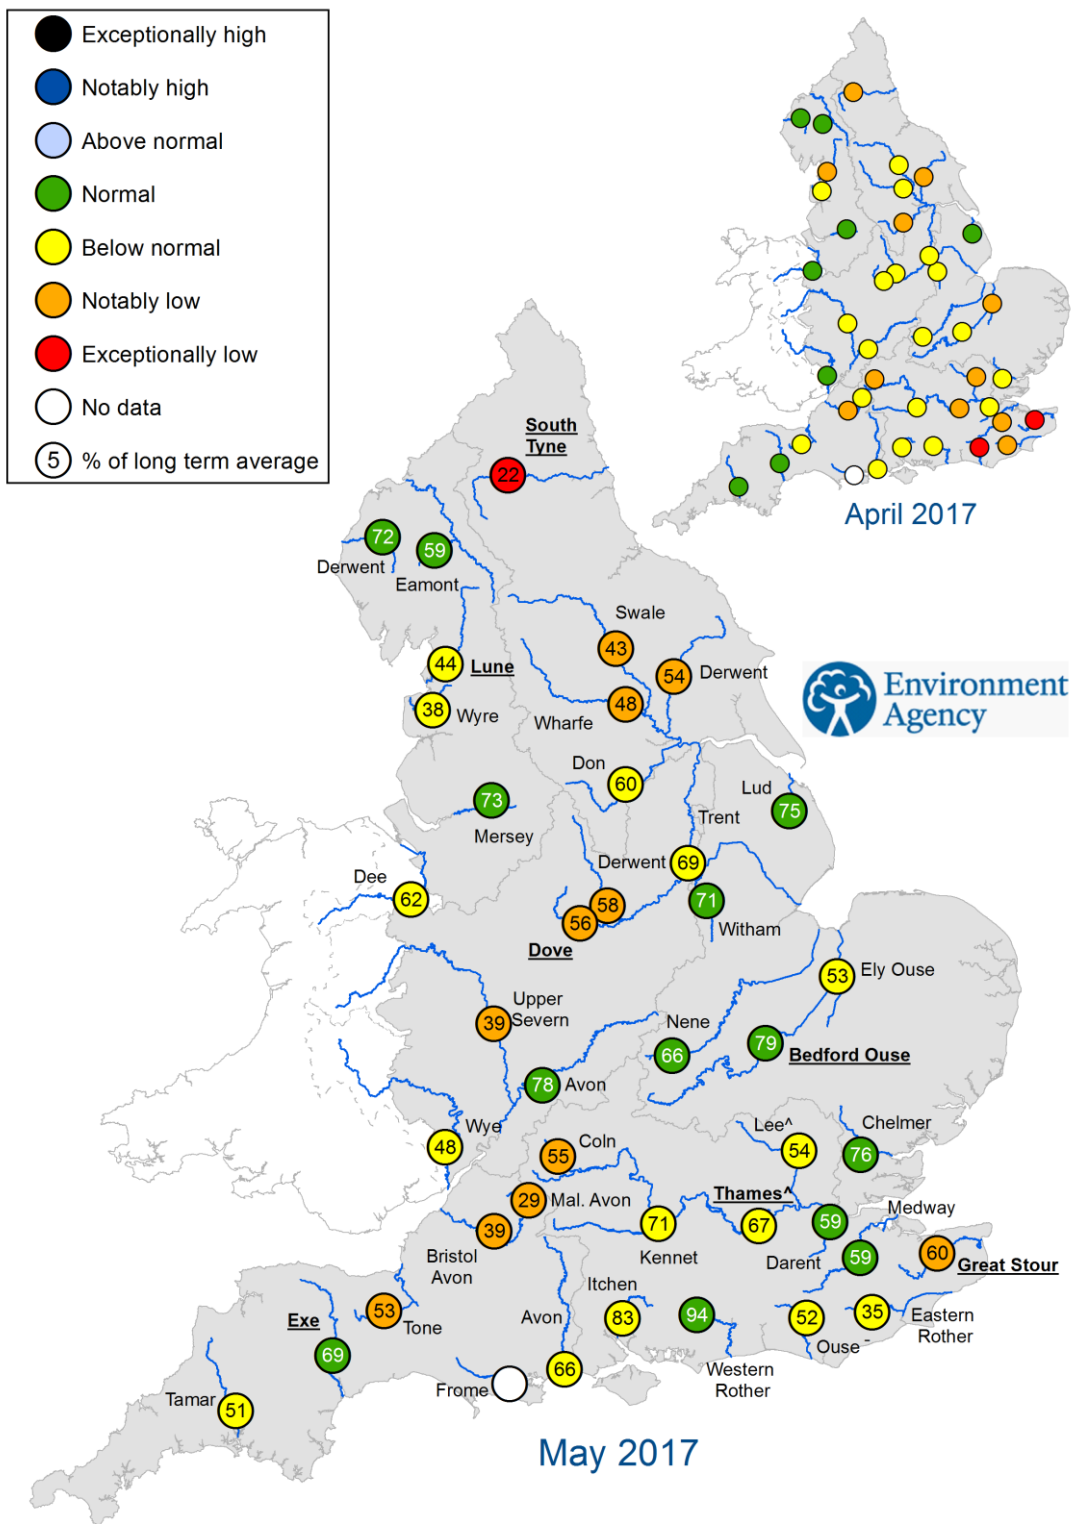 Exceptionally high
Notably high
Above normal
Normal
Below normal
Notably low
Exceptionally low
No data
5 % of long term average
April 2017
South
Tyne
22
72
59
Derwent
Eamont
Swale
43
44
Lune
54
Derwent
38
Wyre
48
Wharfe
Environment
Agency
Don
60
73
Mersey
Lud
75
Trent
Derwent
69
Dee
62
71
Witham
58
56
Dove
53
Ely Ouse
Upper
Severn
39
Nene
66
79
Bedford Ouse
78
Avon
Wye
48
Coln
55
Lee^
54
Chelmer
76
29
Mal. Avon
Thames^
Medway
39
Bristol
Avon
71
Kennet
67
59
Darent
59
60
Great Stour
Itchen
83
Exe
53
Tone
Avon
94
52
35
Eastern
Rother
Ouse -
69
66
Western
Rother
Frome
Tamar
51
May 2017